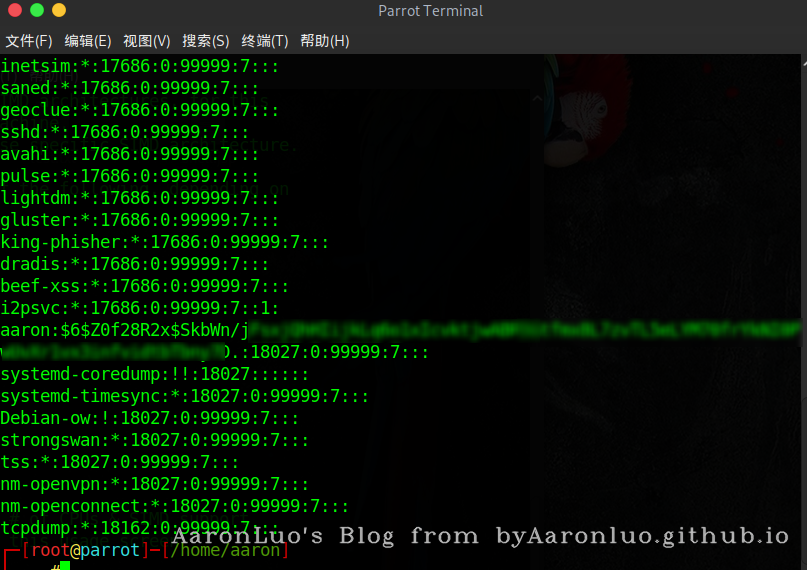 Parrot Terminal
文件(F) 编辑(E) 视图(V) 搜索(S) 终端(T) 帮助(H)
inetsim:*:17686:0:99999:7:::
saned:*:17686:0:99999:7:::
geoclue:*:17686:0:99999:7:::
sshd:*:17686:0:99999:7:::
avahi:*:17686:0:99999:7:::
pulse:*:17686:0:99999:7:::
lightdm:*:17686:0:99999:7:::
gluster:*:17686:0:99999:7:::
king-phisher:*:17686:0:99999:7:::
dradis:*:17686:0:99999:7:::
beef-xss:*:17686:0:99999:7:::
i2psvc:*:17686:0:99999:7::1:
aaron:$6$Z0f28R2x$SkbWn/j
.:18027:0:99999:7:::
systemd-coredump:!!:18027::::::
systemd-timesync:*:18027:0:99999:7:::
Debian-ow:!:18027:0:99999:7:::
strongswan:*:18027:0:99999:7:::
tss:*:18027:0:99999:7:::
nm-openvpn:*:18027:0:99999:7:::
nm-openconnect:*:18027:0:99999:7:::
tcpdump:*:18162:0:99999:7:::
AaronLuo's Blog from byAaronluo.github.io
[root@parrot]─[/home/aaron]
#